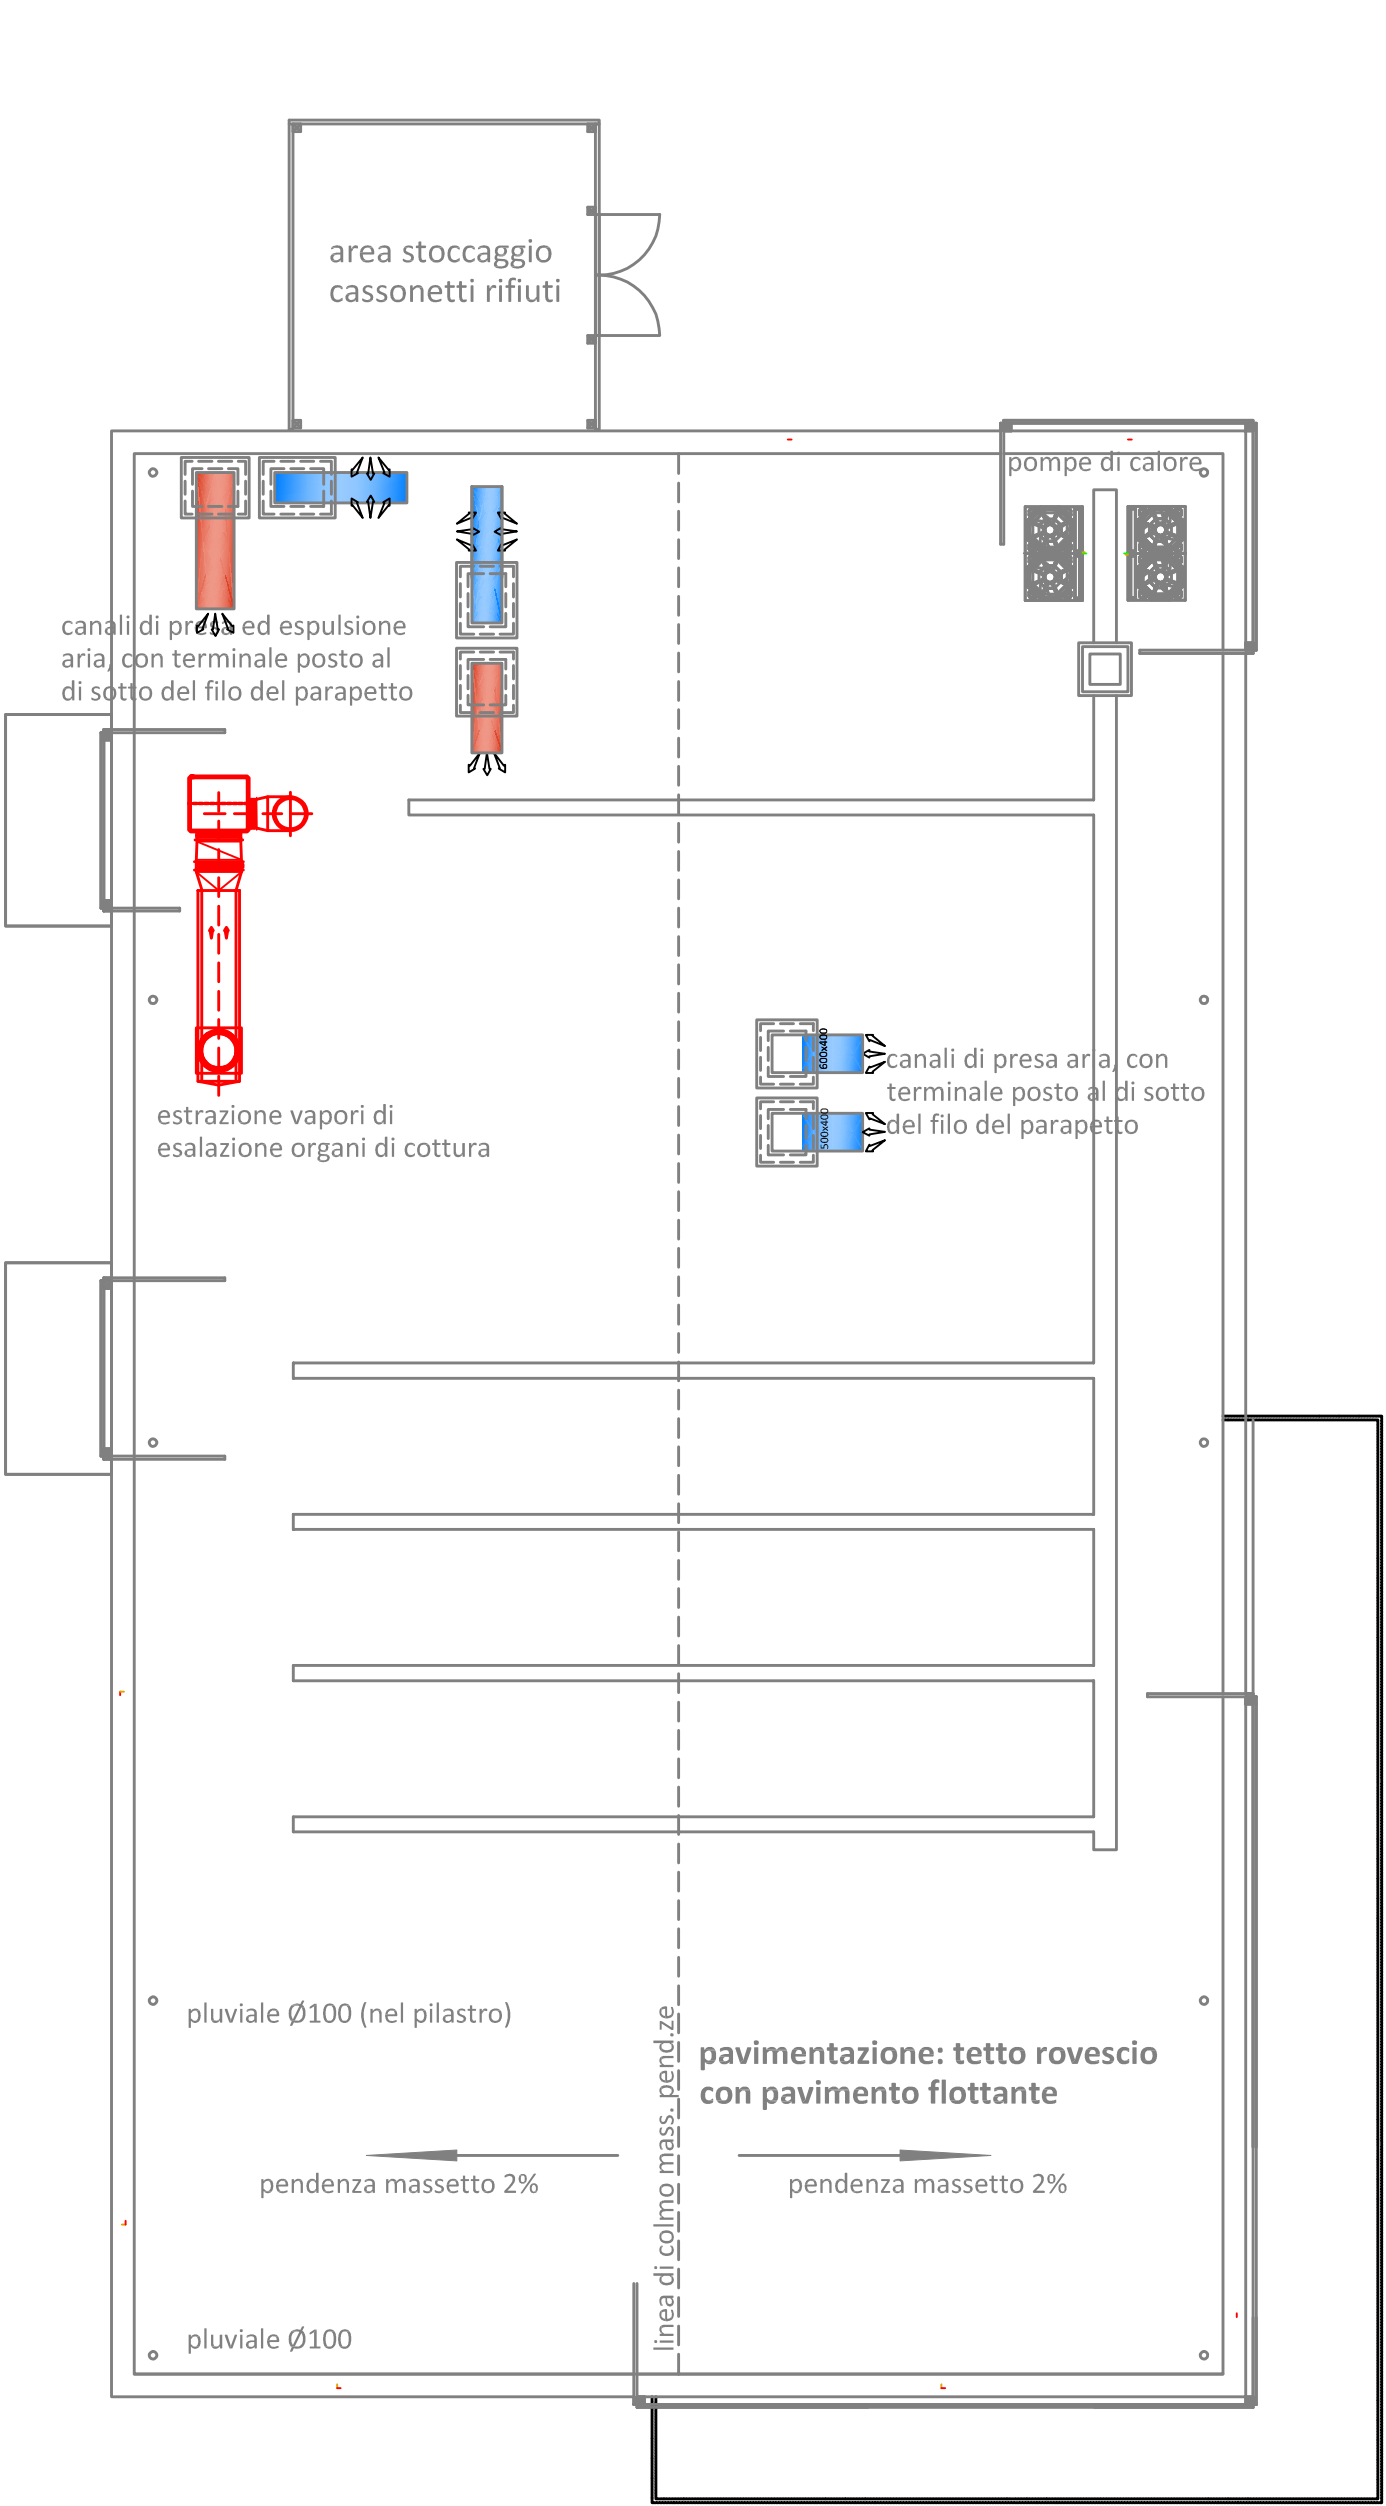 area stoccaggio
cassonetti rifiuti
pompe di calore
canali di presa ed espulsione
aria, con terminale posto al
di sotto del filo del parapetto
600x400
canali di presa aria, con
terminale posto al di sotto
del filo del parapetto
500x400
estrazione vapori di
esalazione organi di cottura
pluviale Ø100 (nel pilastro)
linea di colmo mass. pend.ze
pavimentazione: tetto rovescio
con pavimento flottante
pendenza massetto 2%
pendenza massetto 2%
pluviale Ø100